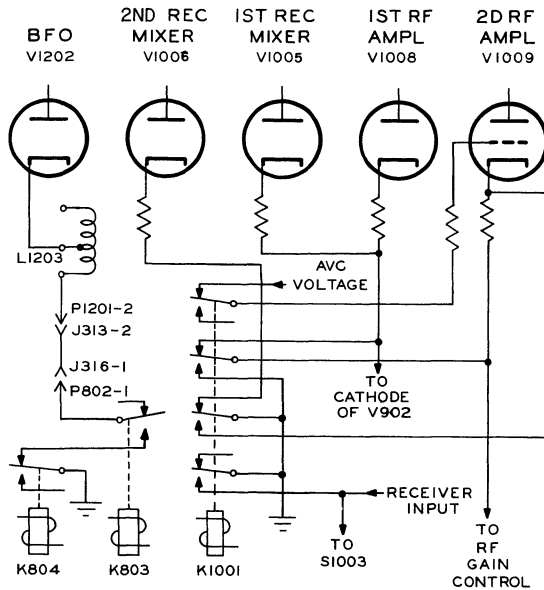 BFO
V1202
2ND REC
MIXER
V1006
1ST REC
MIXER
V1005
1ST RF
AMPL
V1008
2D RF
AMPL
V1009
L1203
P1201-2
J313-2
J316-1
P802-1
AVC
VOLTAGE
TO
CATHODE
OF V902
RECEIVER
INPUT
TO
S1003
TO
RF
GAIN
CONTROL
K804
K803
K1001